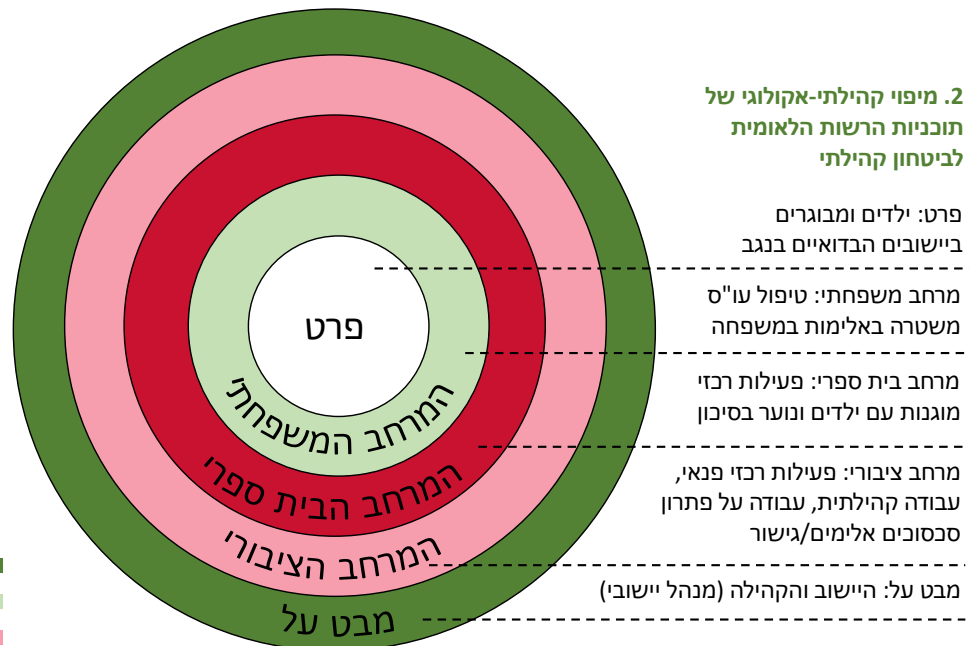 2. מיפוי קהילתי-אקולוגי של
תוכניות הרשות הלאומית
לביטחון קהילתי
פרט: ילדים ומבוגרים
ביישובים הבדואיים בנגב
מרחב משפחתי: טיפול עו"ס
משטרה באלימות במשפחה
מרחב בית ספרי: פעילות רכזי
מוגנות עם ילדים ונוער בסיכון
מרחב ציבורי: פעילות רכזי פנאי,
עבודה קהילתית, עבודה על פתרון
סכסוכים אלימים/גישור
מבט על: היישוב והקהילה (מנהל יישובי)
פרט
המרחב המשפחתי
המרחב הבית ספרי
המרחב הציבורי
מבט על